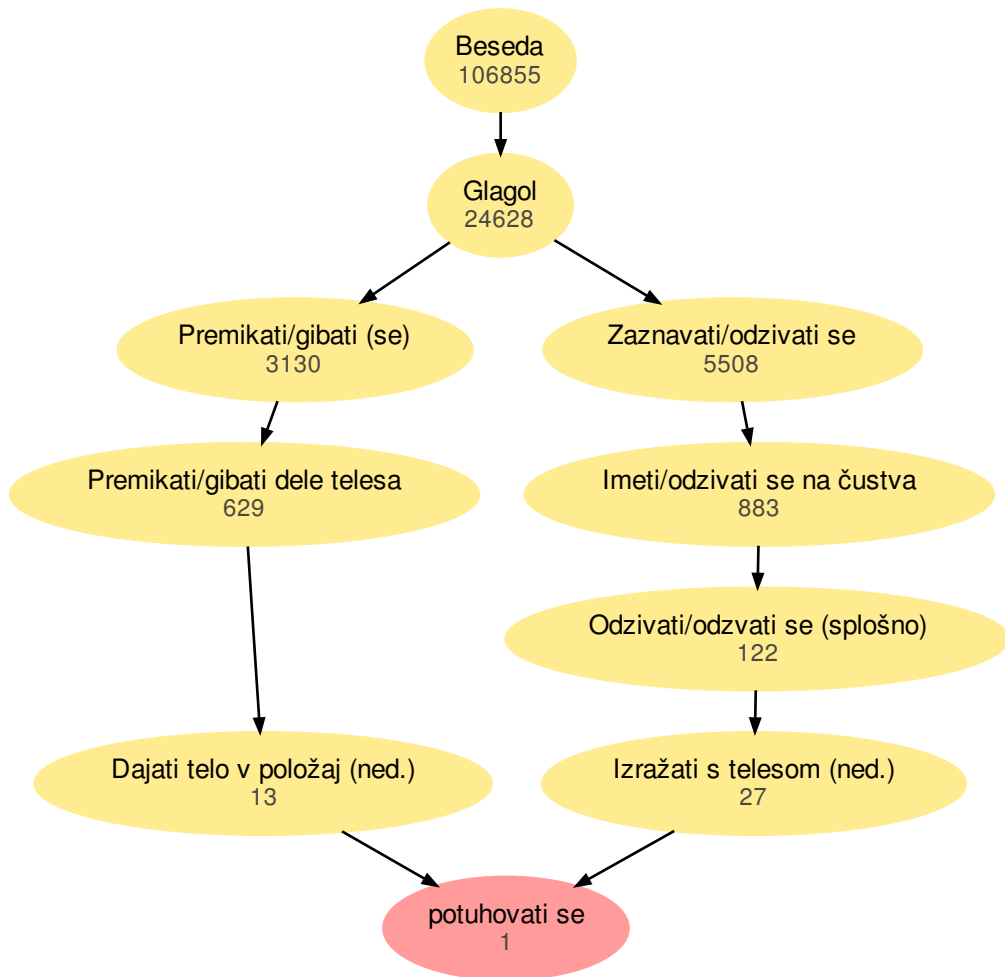 Beseda
106855
Glagol
24628
Premikati/gibati (se)
3130
Zaznavati/odzivati se
5508
Premikati/gibati dele telesa
629
Imeti/odzivati se na čustva
883
Odzivati/odzvati se (splošno)
122
Dajati telo v položaj (ned.)
13
Izražati s telesom (ned.)
27
potuhovati se
1